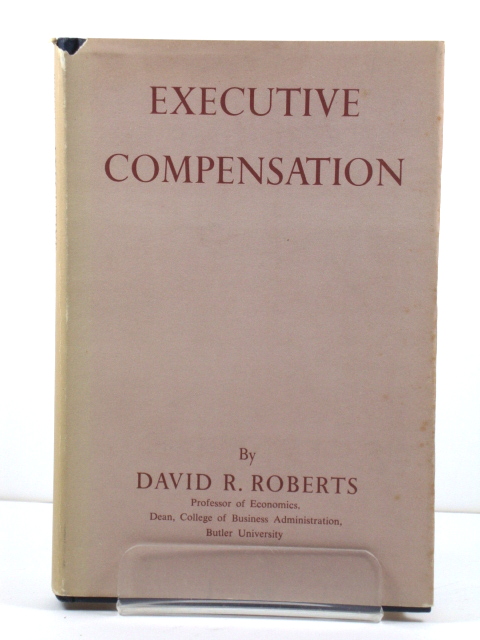 EXECUTIVE
COMPENSATION
By
DAVID R. ROBERTS
Professor of Economics,
Dean, College of Business Administration,
Butler University